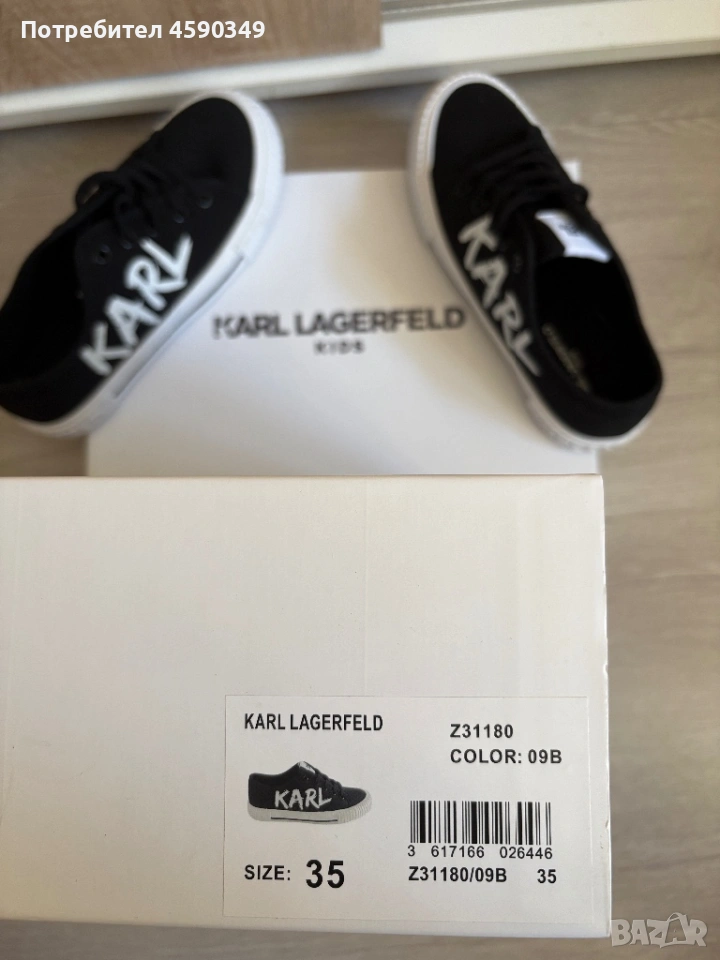 Потребител 4590349
KARL
KARL
KARL LAGERFELD
KIDS
KARL LAGERFELD
Z31180
COLOR: 09B
KARL
3 617166 026446
SIZE: 35
Z31180/09B 35
BAZAR